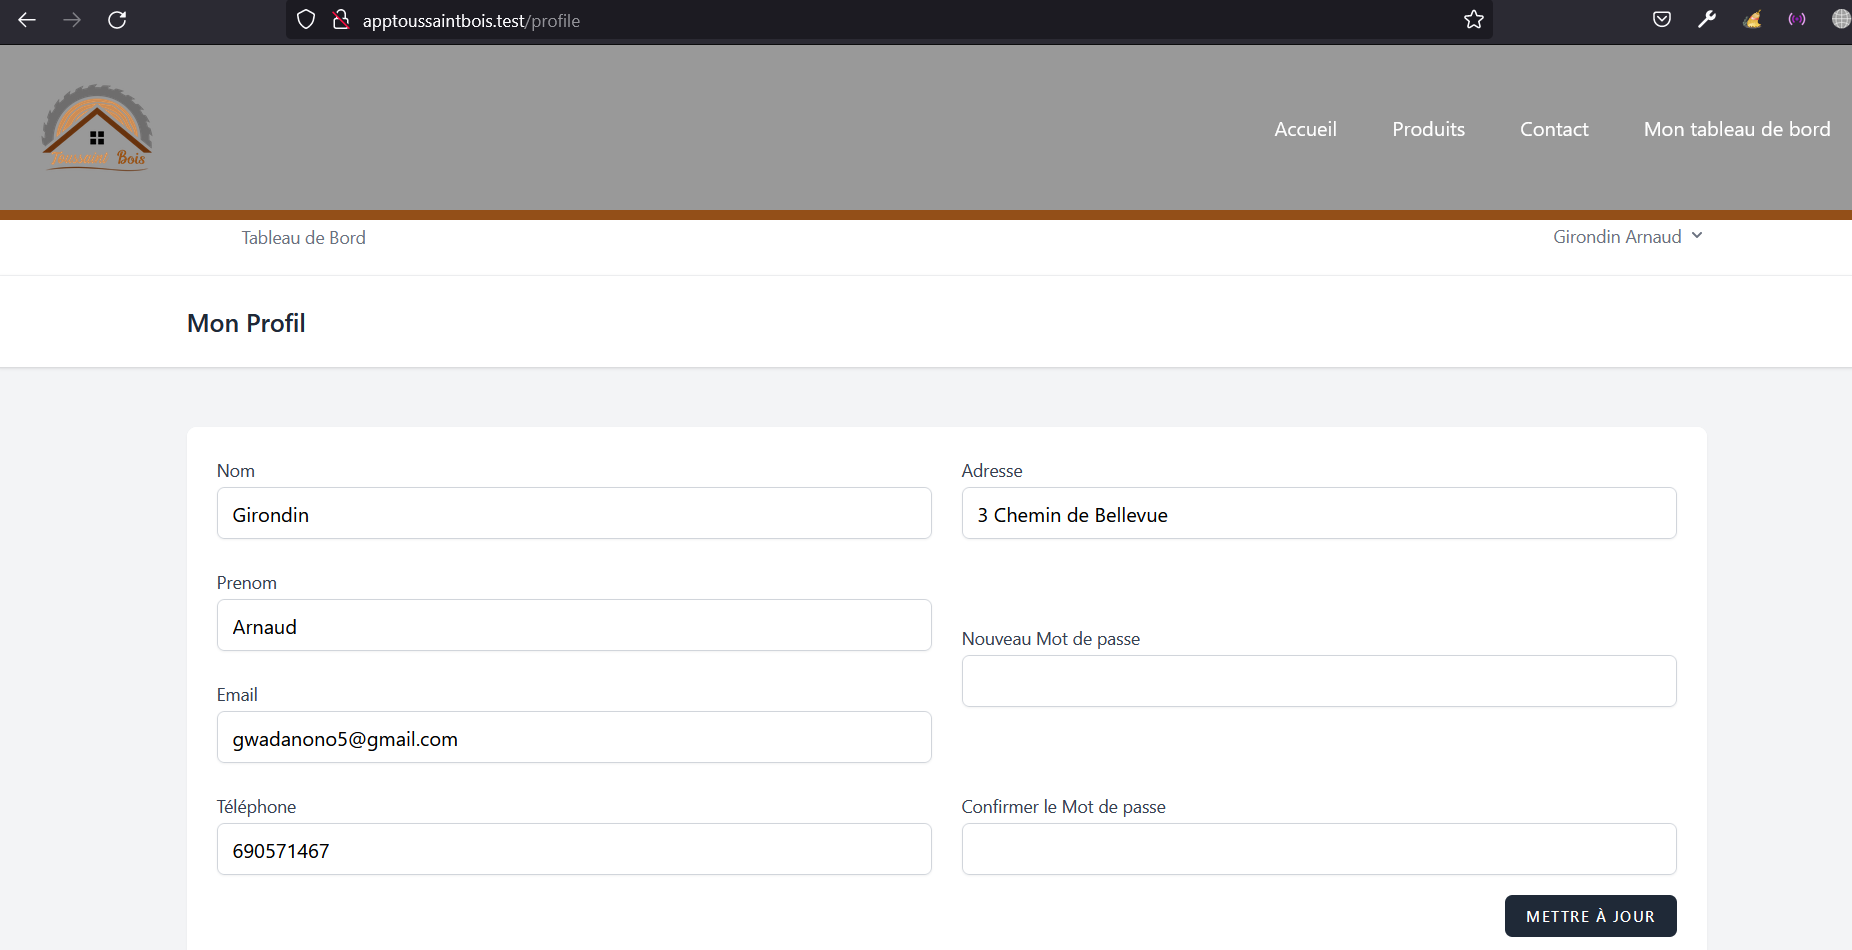 apptoussaintbois.test/profile
Toussaint Bois
Accueil Produits Contact Mon tableau de bord
Tableau de Bord
Girondin Arnaud
Mon Profil
Nom
Girondin
Prenom
Arnaud
Email
gwadanono5@gmail.com
Téléphone
690571467
Adresse
3 Chemin de Bellevue
Nouveau Mot de passe
Confirmer le Mot de passe
METTRE À JOUR